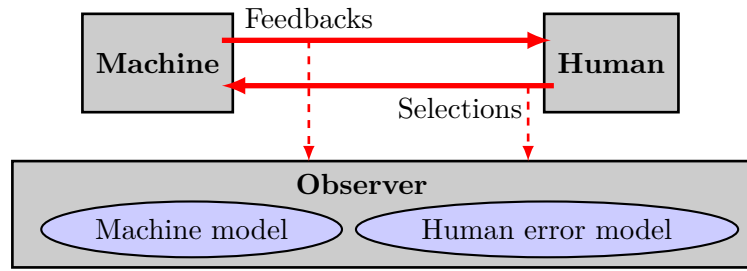 Feedbacks
Machine
Human
Selections
Observer
Machine model
Human error model